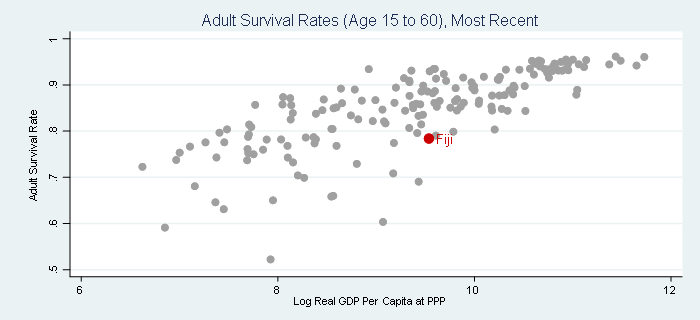 Adult Survival Rates (Age 15 to 60), Most Recent
Adult Survival Rate
1
.9
.8
.7
.6
.5
Fiji
6 8 10 12
Log Real GDP Per Capita at PPP